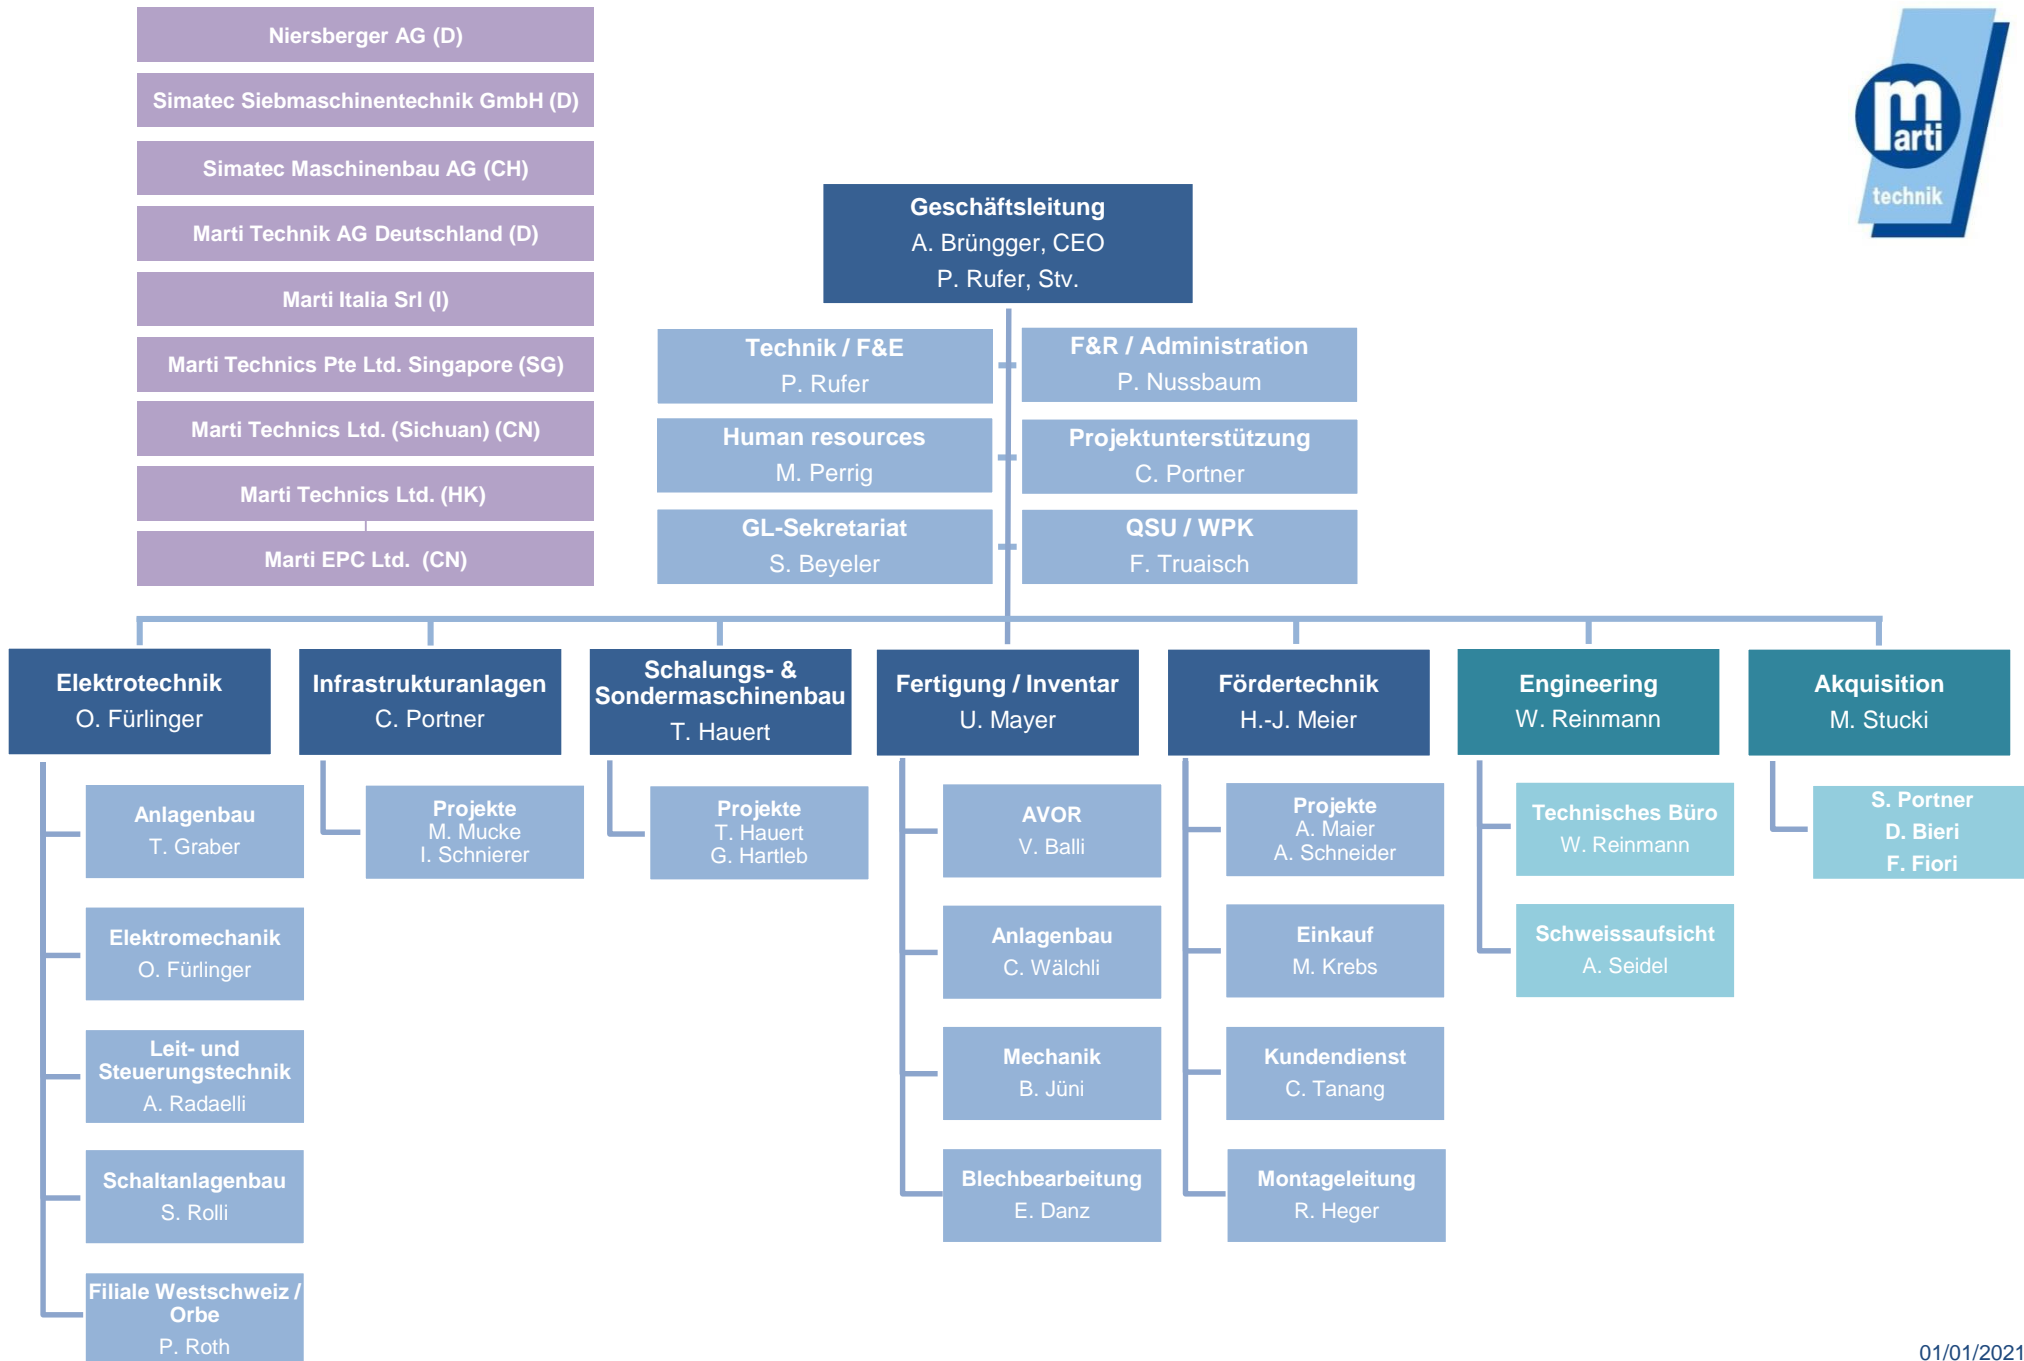 Niersberger AG (D)
Simatec Siebmaschinentechnik GmbH (D)
Simatec Maschinenbau AG (CH)
Marti Technik AG Deutschland (D)
Marti Italia Srl (I)
Marti Technics Pte Ltd. Singapore (SG)
Marti Technics Ltd. (Sichuan) (CN)
Marti Technics Ltd. (HK)
Marti EPC Ltd. (CN)
marti
technik
Geschäftsleitung
A. Brüngger, CEO
P. Rufer, Stv.
Technik / F&E
P. Rufer
F&R / Administration
P. Nussbaum
Human resources
M. Perrig
Projektunterstützung
C. Portner
GL-Sekretariat
S. Beyeler
QSU / WPK
F. Truaisch
Elektrotechnik
O. Fürlinger
Infrastrukturanlagen
C. Portner
Schalungs- &
Sondermaschinenbau
T. Hauert
Fertigung / Inventar
U. Mayer
Fördertechnik
H.-J. Meier
Engineering
W. Reinmann
Akquisition
M. Stucki
Anlagenbau
T. Graber
Elektromechanik
O. Fürlinger
Leit- und
Steuerungstechnik
A. Radaelli
Schaltanlagenbau
S. Rolli
Filiale Westschweiz /
Orbe
P. Roth
Projekte
M. Mucke
I. Schnierer
Projekte
T. Hauert
G. Hartleb
AVOR
V. Balli
Anlagenbau
C. Wälchli
Mechanik
B. Jüni
Blechbearbeitung
E. Danz
Projekte
A. Maier
A. Schneider
Einkauf
M. Krebs
Kundendienst
C. Tanang
Montageleitung
R. Heger
Technisches Büro
W. Reinmann
Schweissaufsicht
A. Seidel
S. Portner
D. Bieri
F. Fiori
01/01/2021